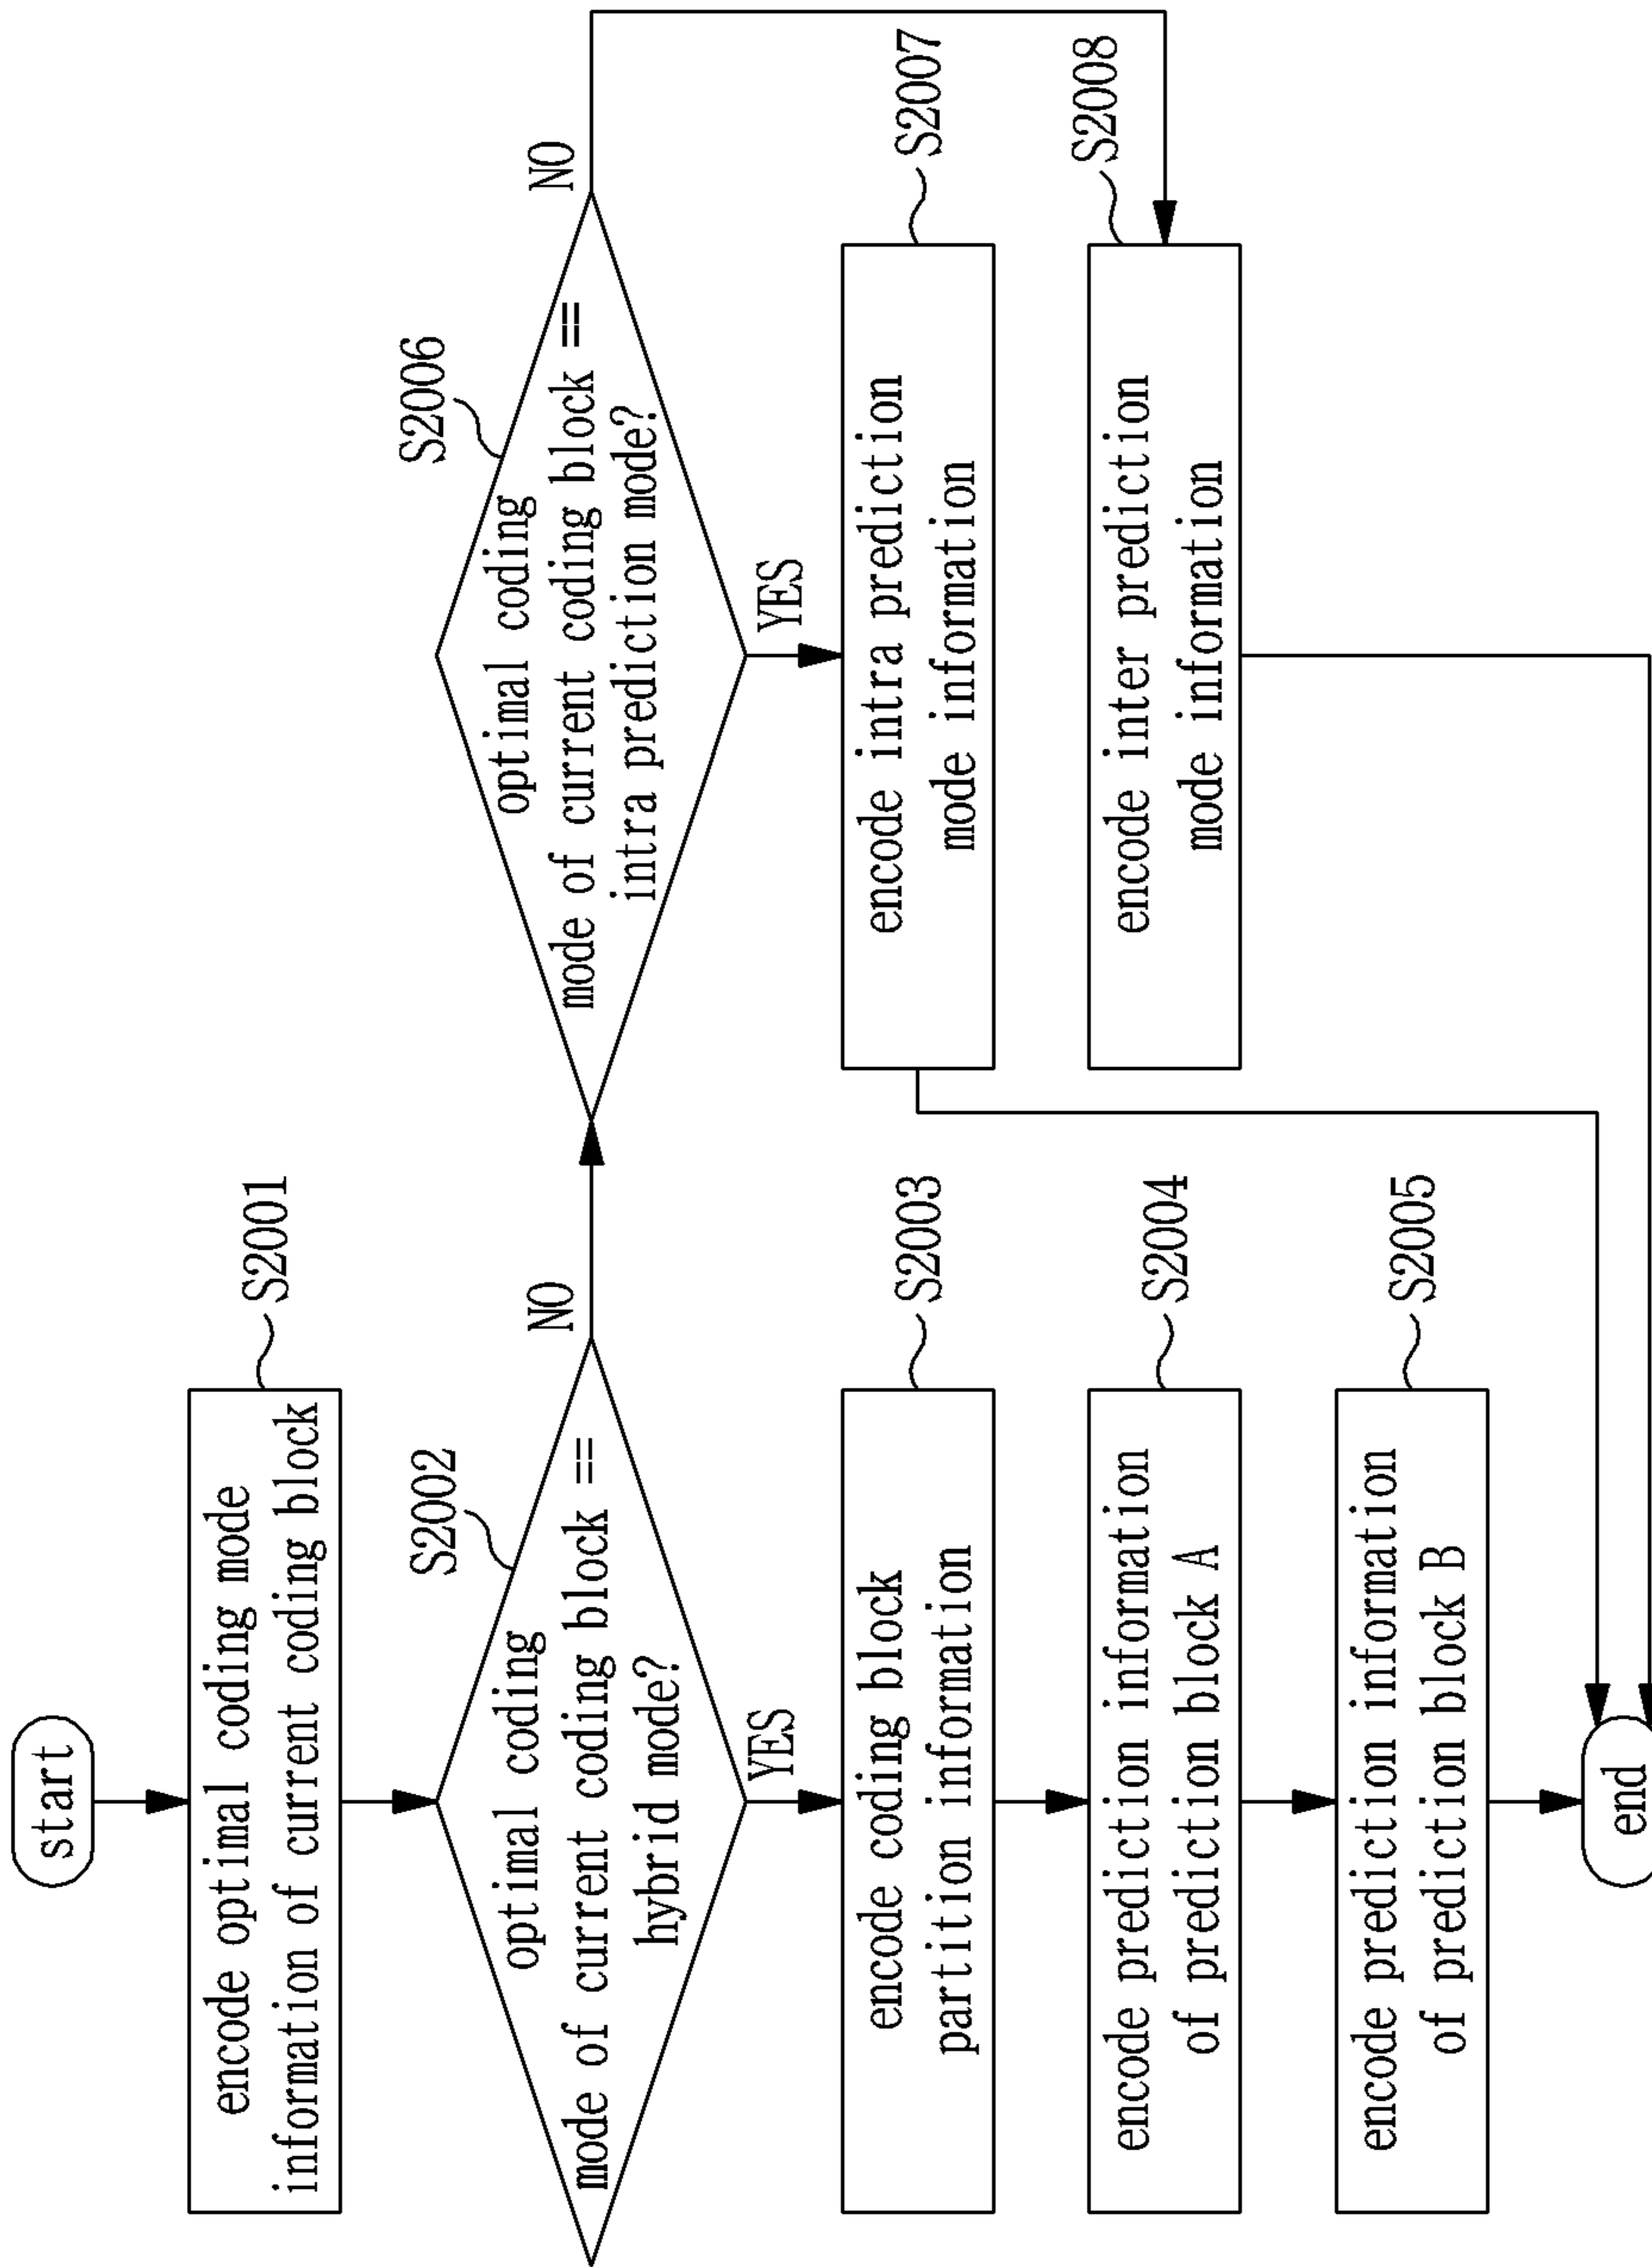 start
encode optimal coding mode
information of current coding block
S2001
optimal coding
mode of current coding block ==
hybrid mode?
S2002
NO
YES
encode coding block
partition information
S2003
encode prediction information
of prediction block A
S2004
encode prediction information
of prediction block B
S2005
optimal coding
mode of current coding block ==
intra prediction mode?
S2006
NO
YES
encode intra prediction
mode information
S2007
encode inter prediction
mode information
S2008
end